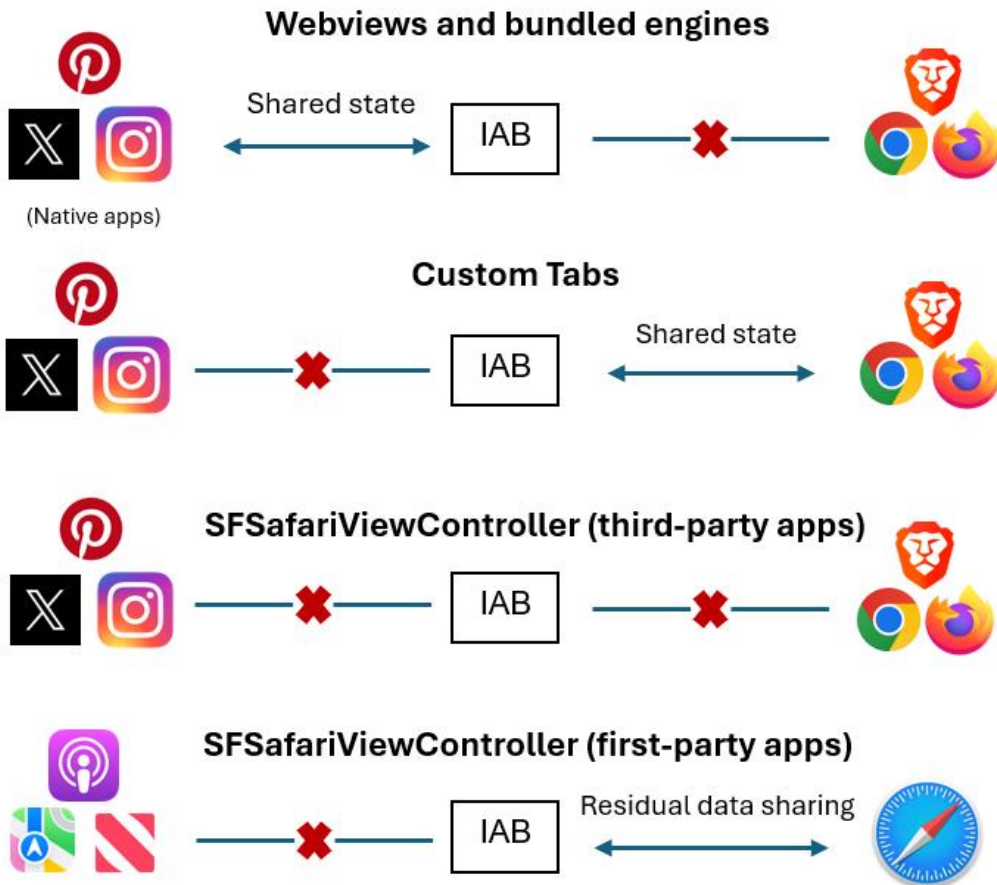 Webviews and bundled engines
Shared state
IAB
(Native apps)
Custom Tabs
Shared state
IAB
SFSafariViewController (third-party apps)
IAB
SFSafariViewController (first-party apps)
Residual data sharing
IAB